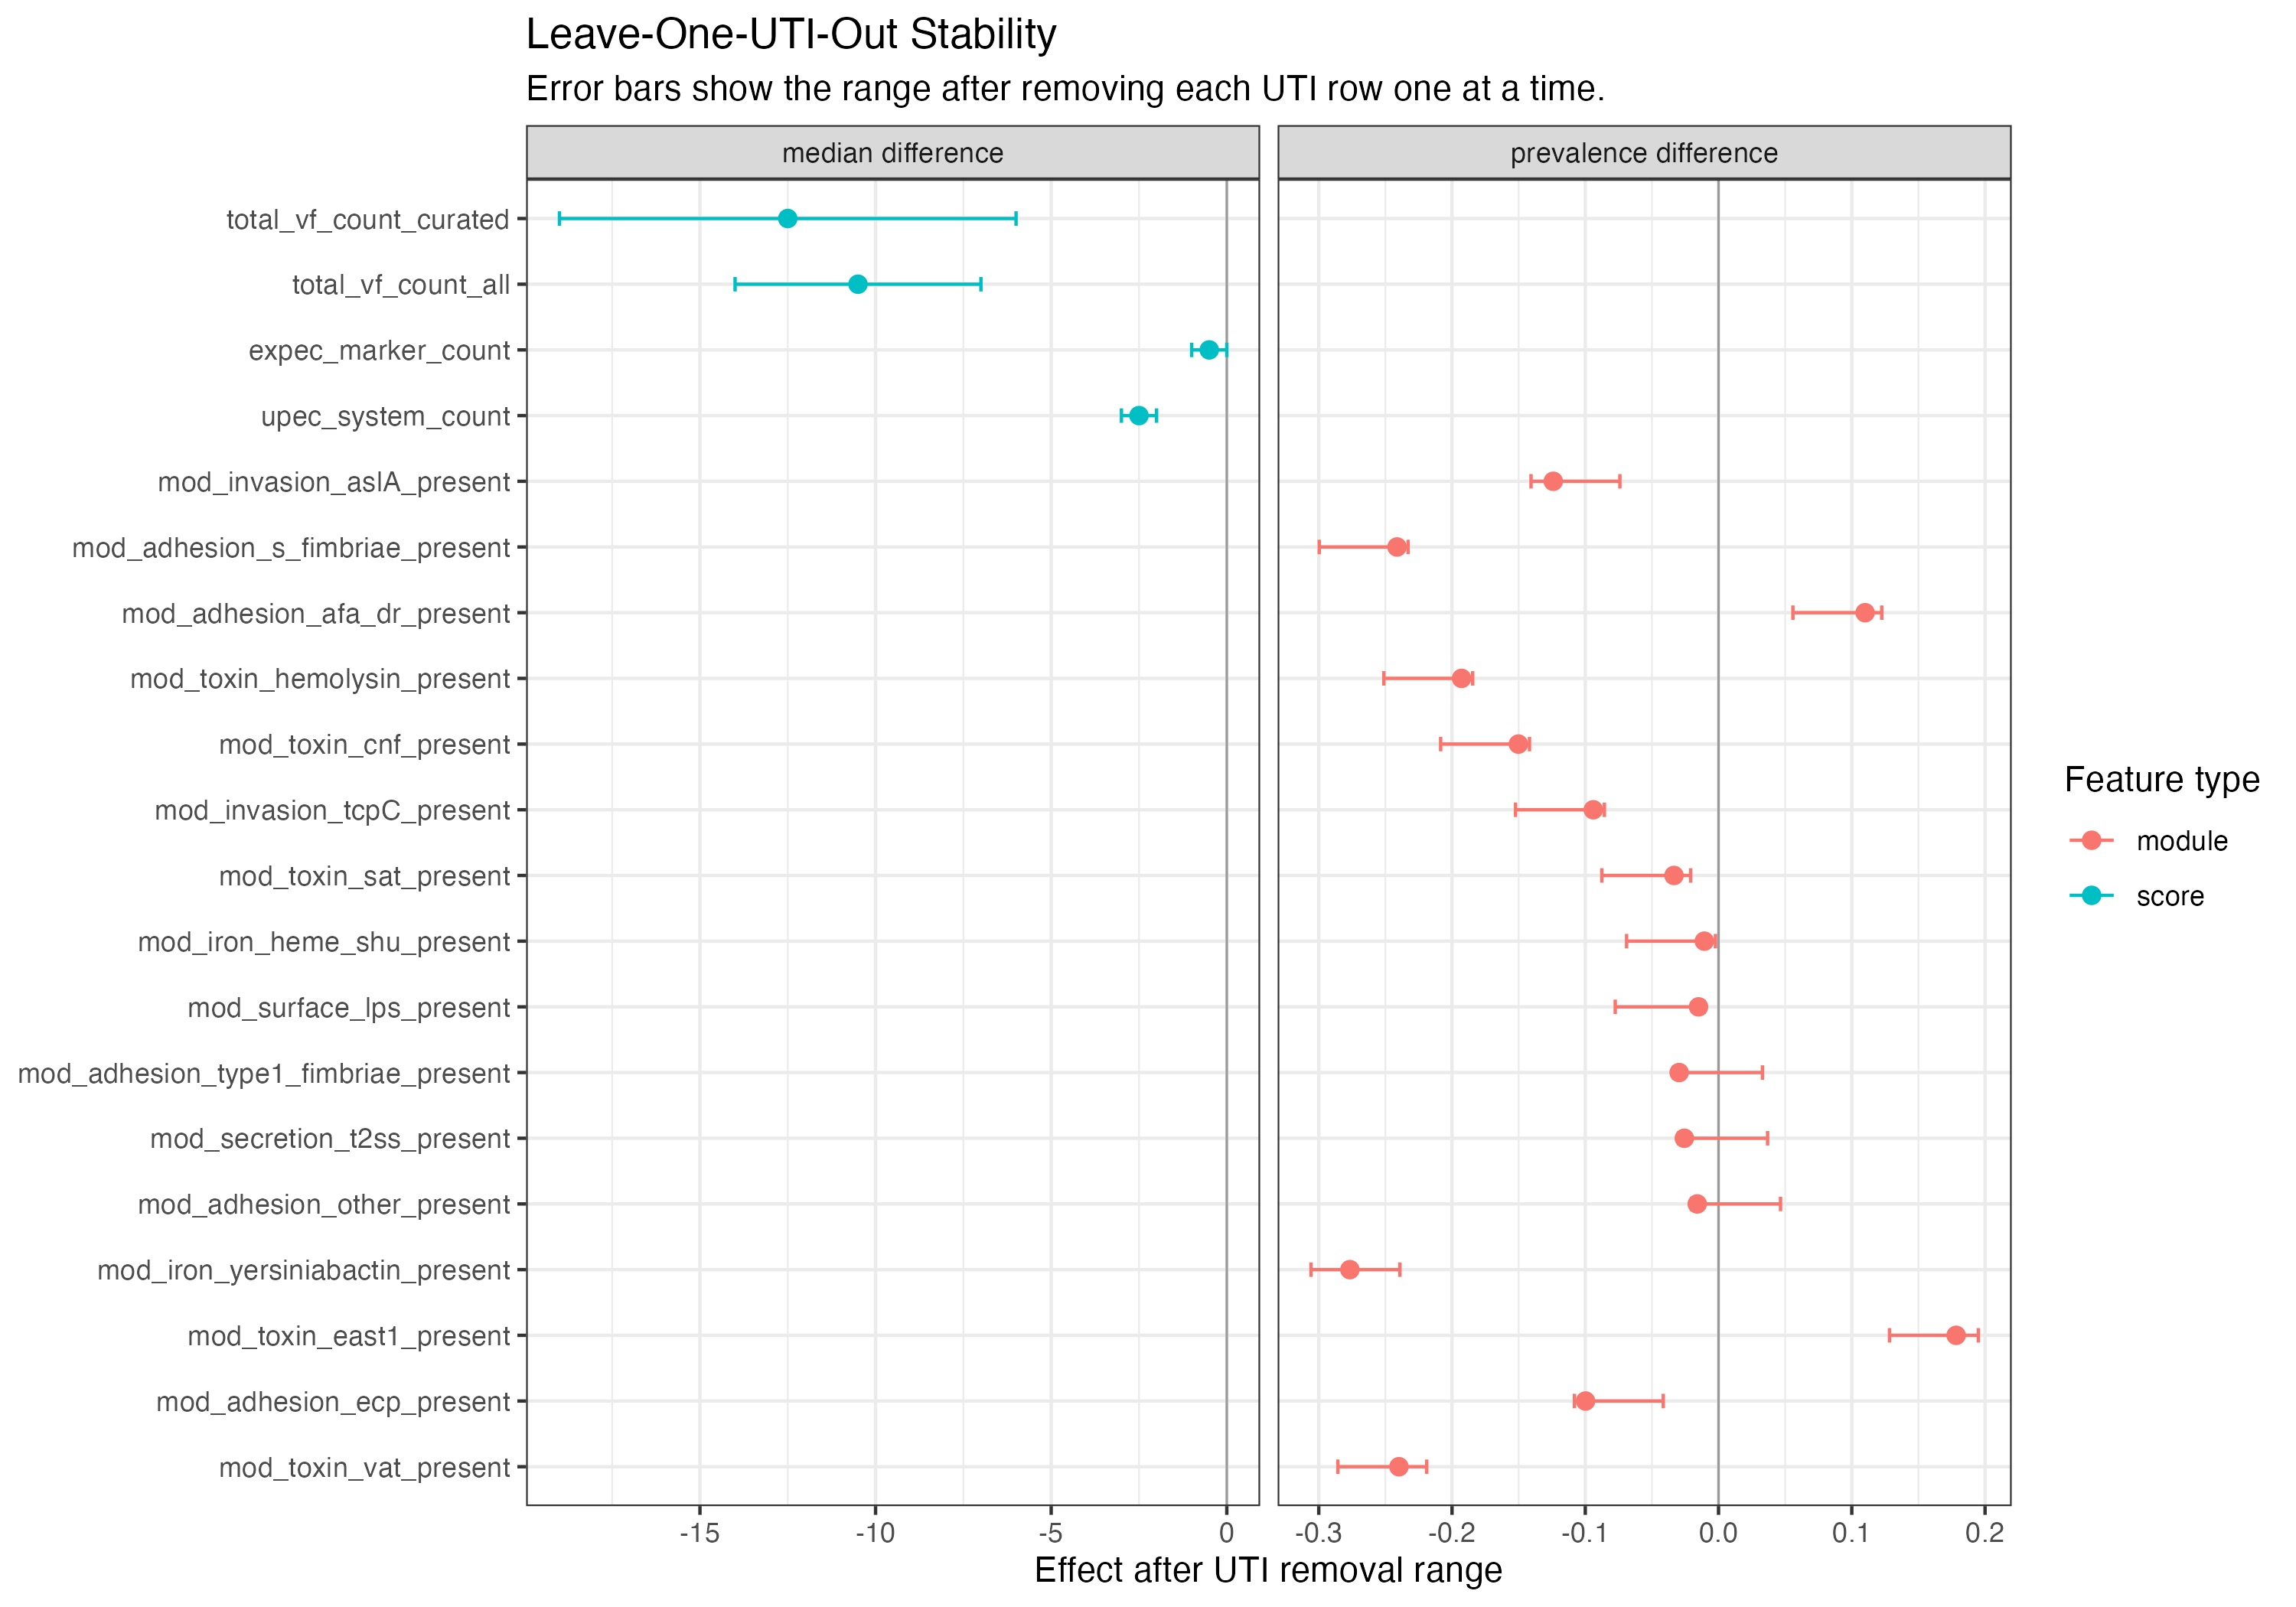 Leave-One-UTI-Out Stability
Error bars show the range after removing each UTI row one at a time.
median difference
prevalence difference
total_vf_count_curated
total_vf_count_all
expec_marker_count
upec_system_count
mod_invasion_aslA_present
mod_adhesion_s_fimbriae_present
mod_adhesion_afa_dr_present
mod_toxin_hemolysin_present
mod_toxin_cnf_present
mod_invasion_tcpC_present
mod_toxin_sat_present
mod_iron_heme_shu_present
mod_surface_lps_present
mod_adhesion_type1_fimbriae_present
mod_secretion_t2ss_present
mod_adhesion_other_present
mod_iron_yersiniabactin_present
mod_toxin_east1_present
mod_adhesion_ecp_present
mod_toxin_vat_present
-15 -10 -5 0
-0.3 -0.2 -0.1 0.0 0.1 0.2
Effect after UTI removal range
Feature type
module
score